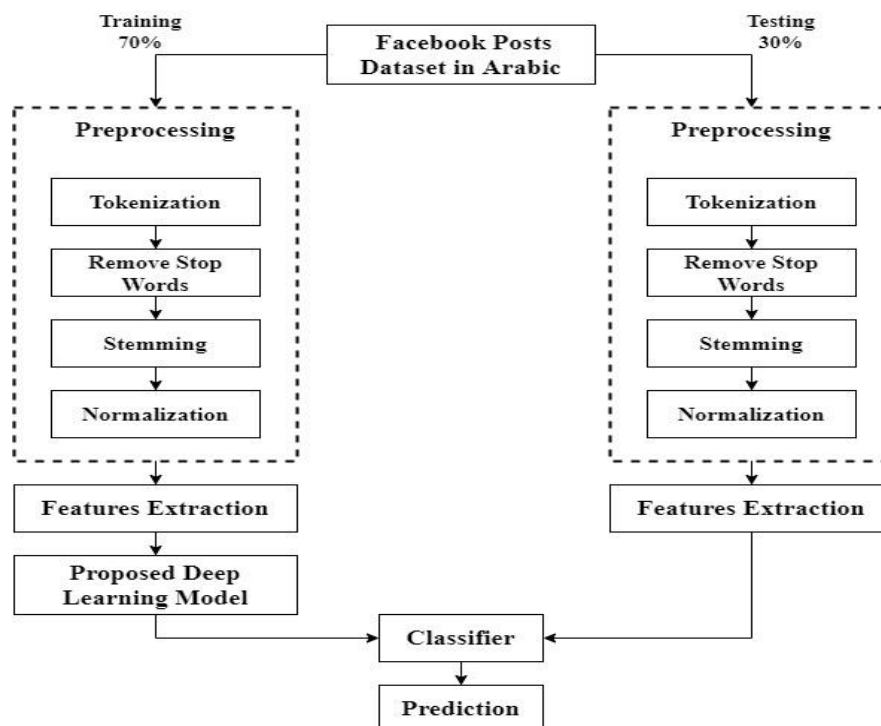 Training
70%
Facebook Posts
Dataset in Arabic
Testing
30%
Preprocessing
Tokenization
Remove Stop
Words
Stemming
Normalization
Features Extraction
Proposed Deep
Learning Model
Preprocessing
Tokenization
Remove Stop
Words
Stemming
Normalization
Features Extraction
Classifier
Prediction